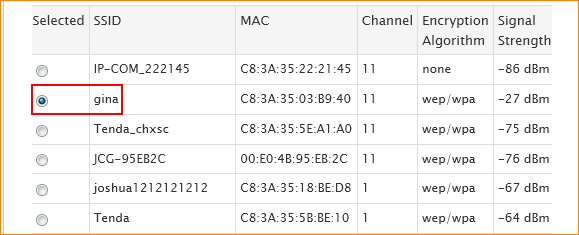 Selected SSID MAC Channel Encryption Algorithm Signal Strength
IP-COM_222145 C8:3A:35:22:21:45 11 none -86 dBm
gina C8:3A:35:03:B9:40 11 wep/wpa -27 dBm
Tenda_chxsc C8:3A:35:5E:A1:A0 11 wep/wpa -75 dBm
JCG-95EB2C 00:E0:4B:95:EB:2C 11 wep/wpa -76 dBm
joshua1212121212 C8:3A:35:18:BE:D8 1 wep/wpa -67 dBm
Tenda C8:3A:35:5B:BE:10 1 wep/wpa -64 dBm